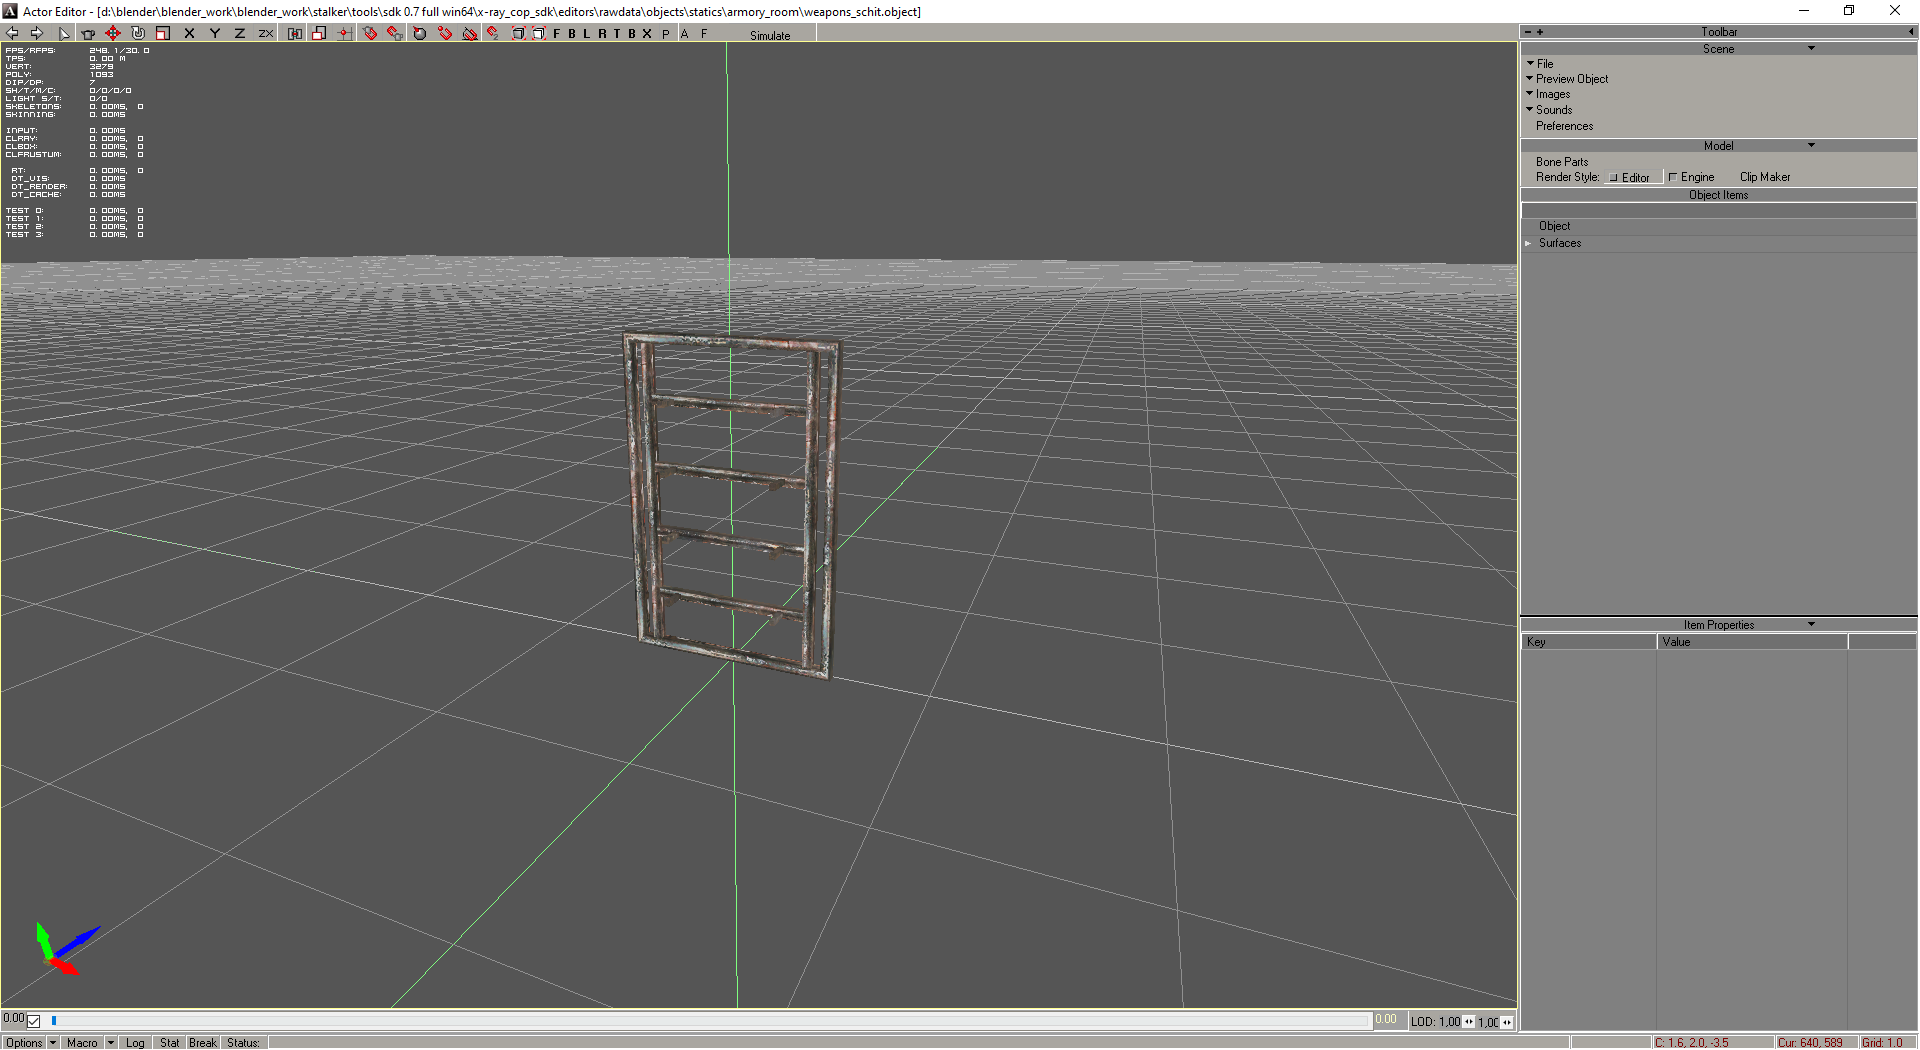 Actor Editor - [d:\blender\blender_work\blender_work\stalker\tools\sdk 0.7 full win64\x-ray_cop_sdk\editors\rawdata\objects\statics\armory_room\weapons_schit.object]
X Y Z ZX F B L R T B X P A F Simulate
FPS/RFPS: 248. 1/30. 0
TPS: 0. 00 M
VERT: 3279
POLY: 1093
DIP/DP: 7
SH/T/M/C: 0/0/0/0
LIGHT S/T: 0/0
SKELETONS: 0. 00MS, 0
SKINNING: 0. 00MS
INPUT: 0. 00MS
CLRAY: 0. 00MS, 0
CLBOX: 0. 00MS, 0
CLFRUSTUM: 0. 00MS, 0
RT: 0. 00MS, 0
DT_VIS: 0. 00MS
DT_RENDER: 0. 00MS
DT_CACHE: 0. 00MS
TEST 0: 0. 00MS, 0
TEST 1: 0. 00MS, 0
TEST 2: 0. 00MS, 0
TEST 3: 0. 00MS, 0
Toolbar
Scene
File
Preview Object
Images
Sounds
Preferences
Model
Bone Parts
Render Style: Editor Engine Clip Maker
Object Items
Object
Surfaces
Item Properties
Key Value
0.00 0.00 LOD: 1,00 1,00
Options Macro Log Stat Break Status: C: 1.6, 2.0, -3.5 Cur: 640, 589 Grid: 1.0